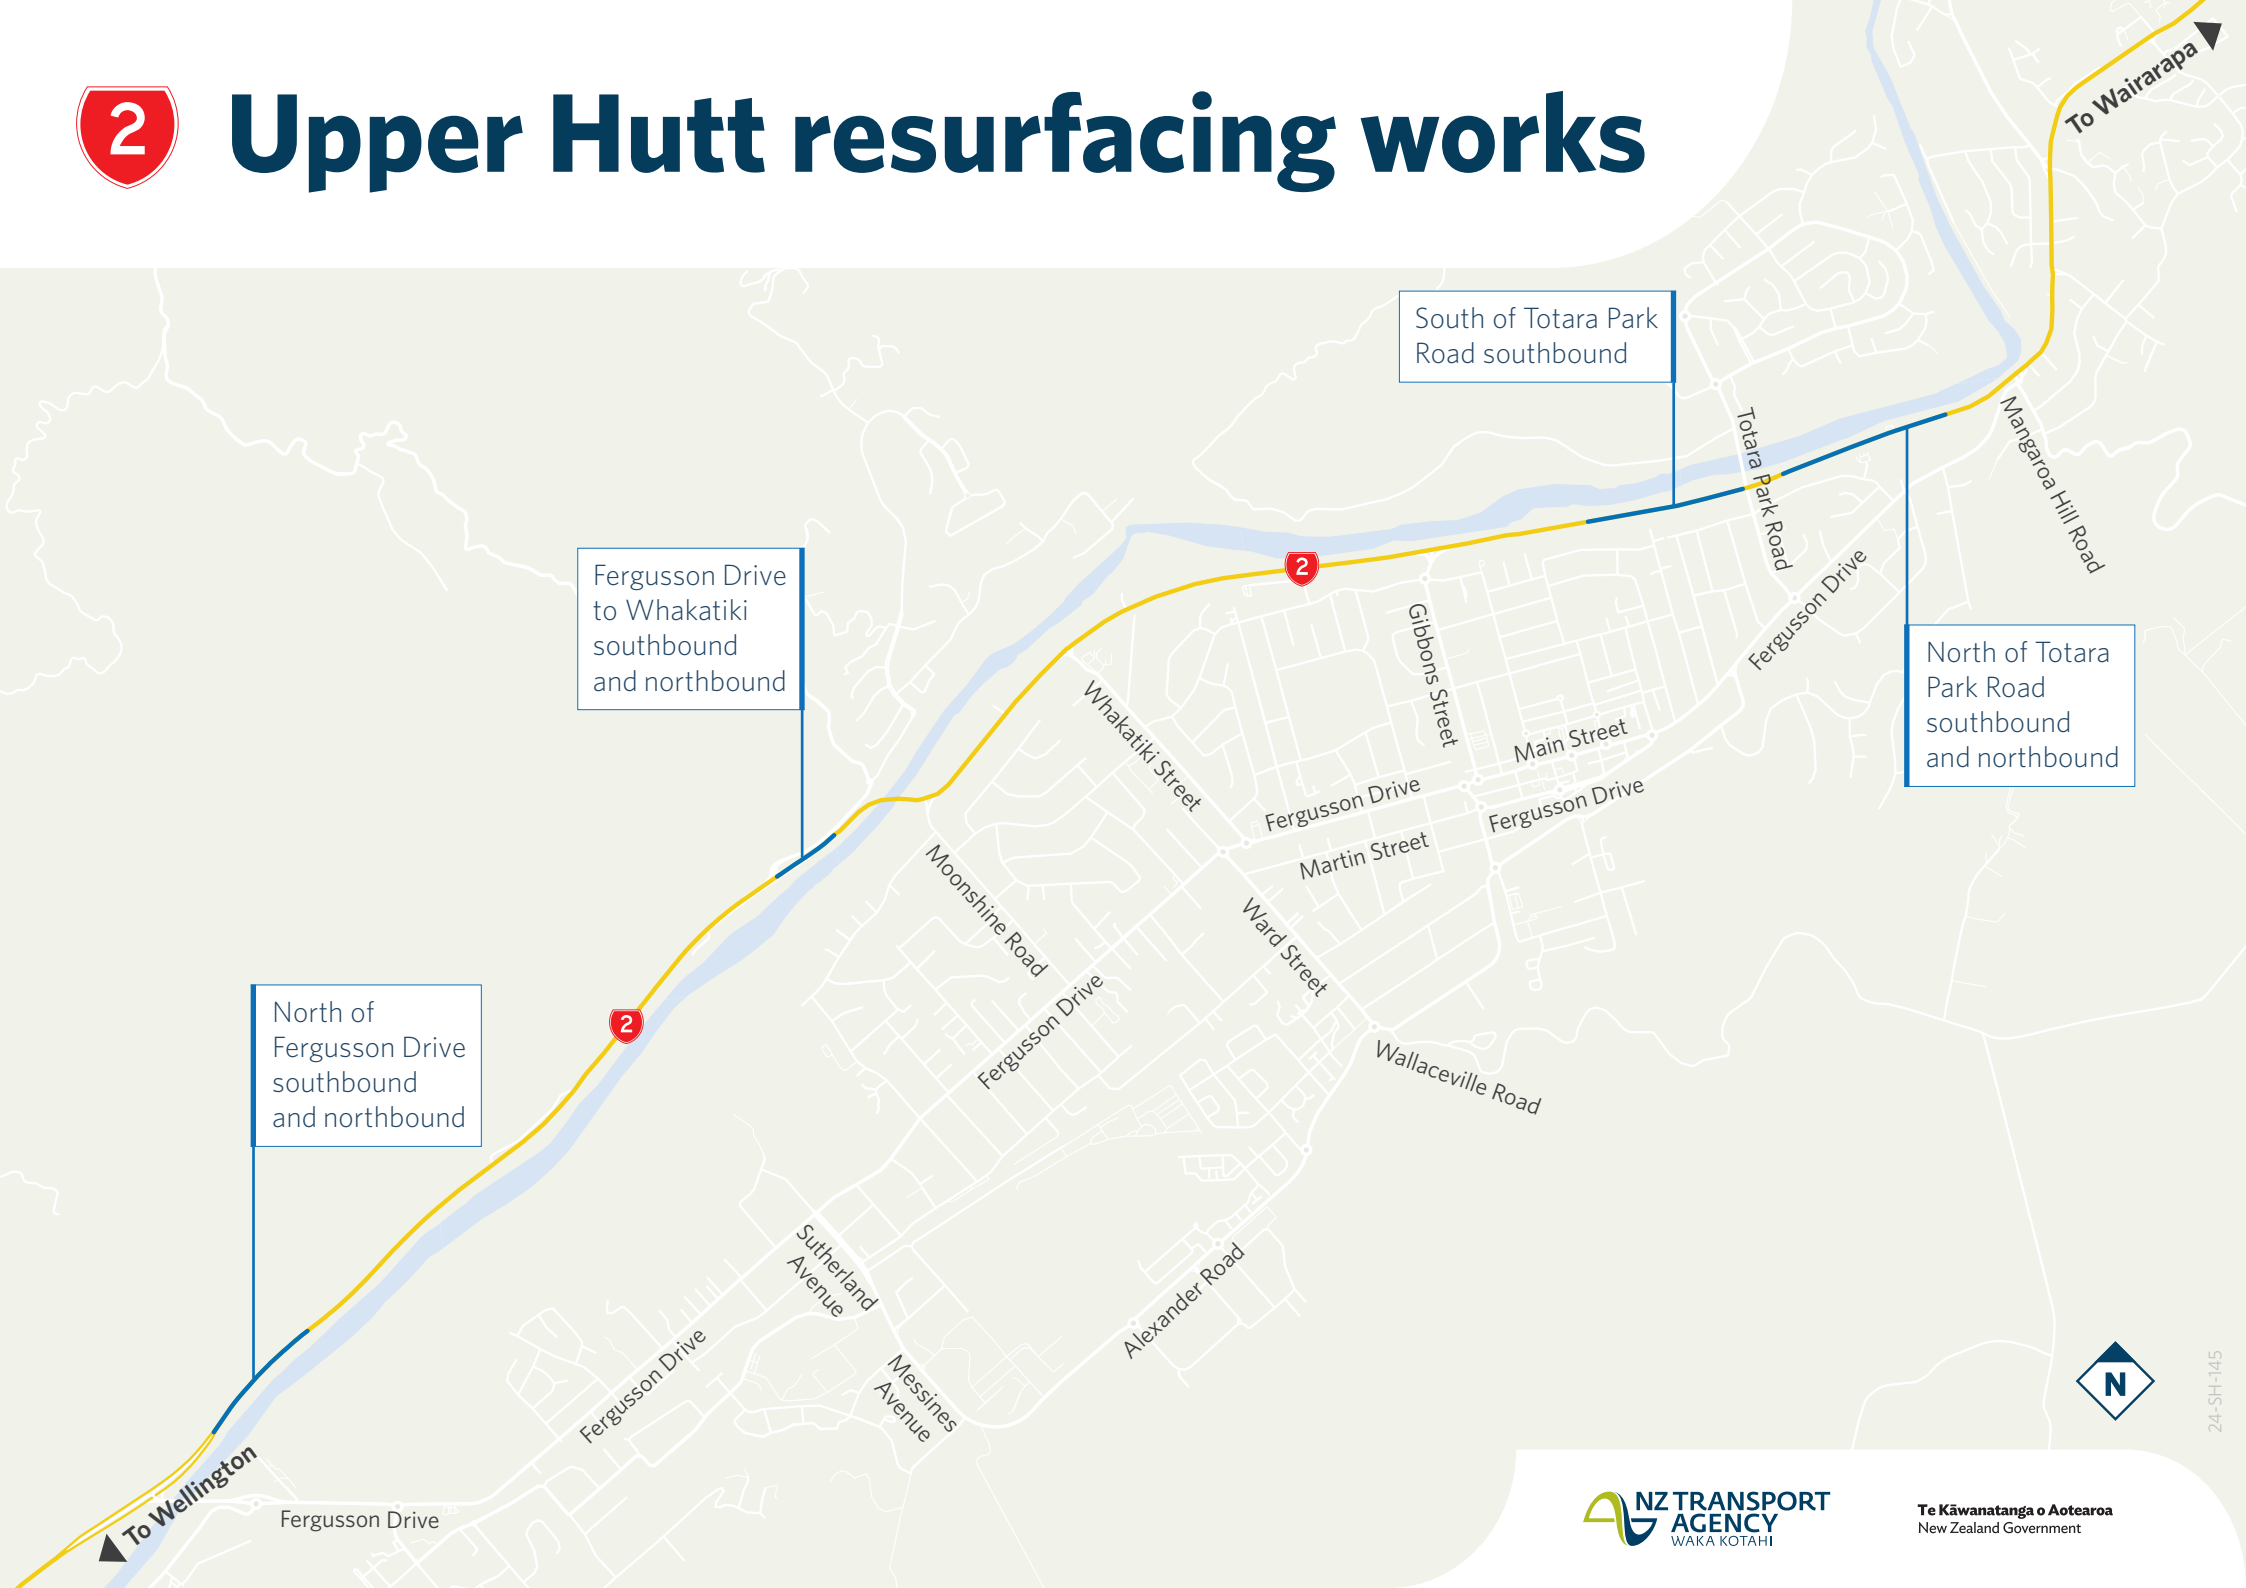 2 Upper Hutt resurfacing works
To Wairarapa
South of Totara Park
Road southbound
Totara Park Road
Mangaroa Hill Road
Fergusson Drive
to Whakatiki
southbound
and northbound
2
Gibbons Street
Fergusson Drive
North of Totara
Park Road
southbound
and northbound
Whakatiki Street
Main Street
Fergusson Drive
Fergusson Drive
Martin Street
Moonshine Road
Ward Street
North of
Fergusson Drive
southbound
and northbound
2
Fergusson Drive
Wallaceville Road
Sutherland
Avenue
Alexander Road
Fergusson Drive
Messines
Avenue
To Wellington
Fergusson Drive
N
24-SH-145
NZ TRANSPORT
AGENCY
WAKA KOTAHI
Te Kāwanatanga o Aotearoa
New Zealand Government